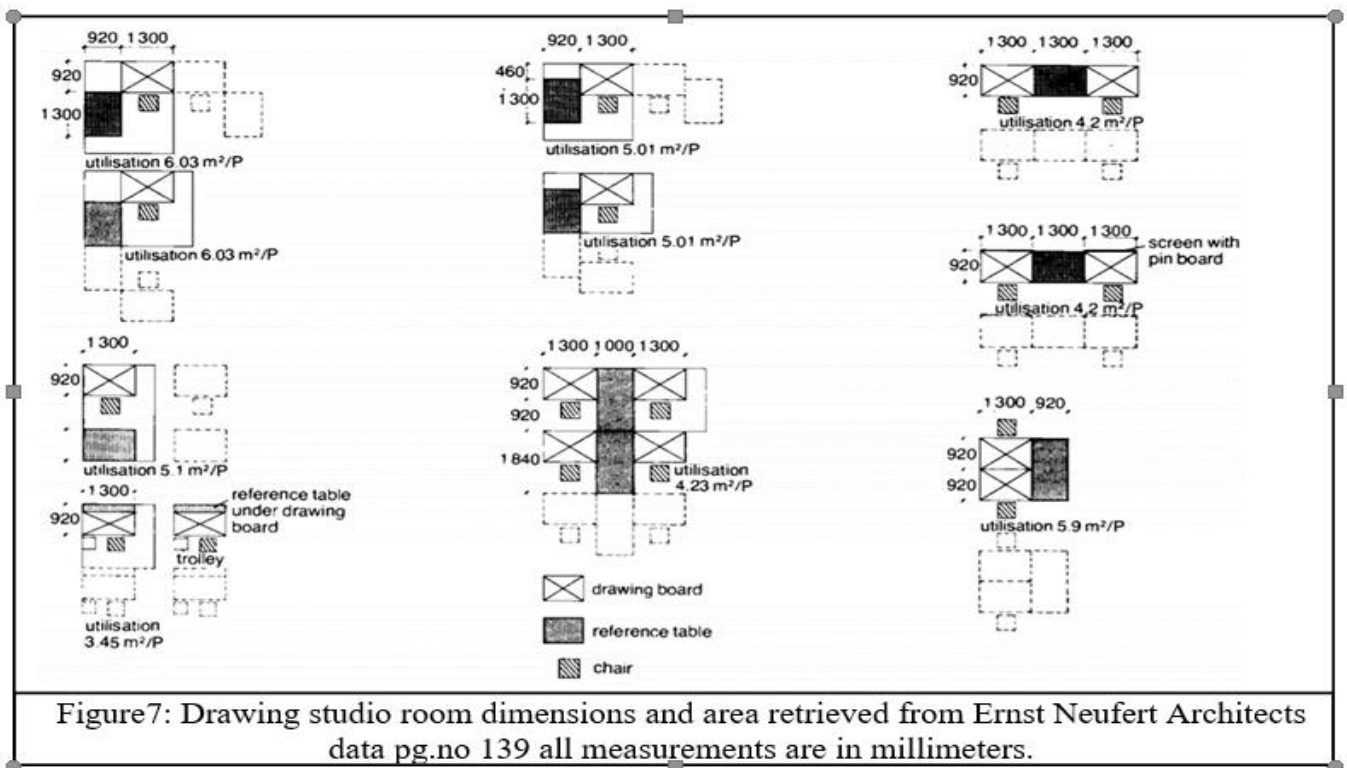 920 1300
920
1300
utilisation 6.03 m²/P
utilisation 6.03 m²/P
1300
920
utilisation 5.1 m²/P
1300
920
reference table
under drawing
board
trolley
utilisation
3.45 m²/P
920 1300
460
1300
utilisation 5.01 m²/P
utilisation 5.01 m²/P
1300 1000 1300
920
920
1840
utilisation
4.23 m²/P
drawing board
reference table
chair
1300 1300 1300
920
utilisation 4.2 m²/P
1300 1300 1300
920
screen with
pin board
utilisation 4.2 m²/P
1300 920
920
920
utilisation 5.9 m²/P
Figure7: Drawing studio room dimensions and area retrieved from Ernst Neufert Architects
data pg.no 139 all measurements are in millimeters.